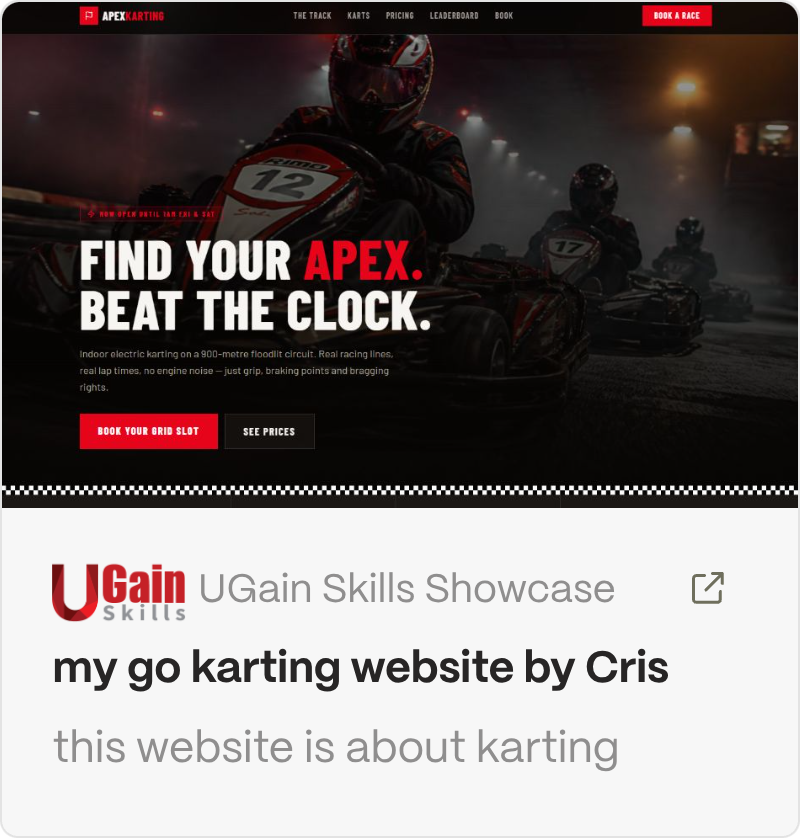 APEXKARTING
THE TRACK KARTS PRICING LEADERBOARD BOOK
BOOK A RACE
RiMO
12
17
NOW OPEN UNTIL 1AM FRI & SAT
FIND YOUR APEX.
BEAT THE CLOCK.
Indoor electric karting on a 900-metre floodlit circuit. Real racing lines,
real lap times, no engine noise — just grip, braking points and bragging
rights.
BOOK YOUR GRID SLOT
SEE PRICES
UGain
Skills
UGain Skills Showcase
my go karting website by Cris
this website is about karting